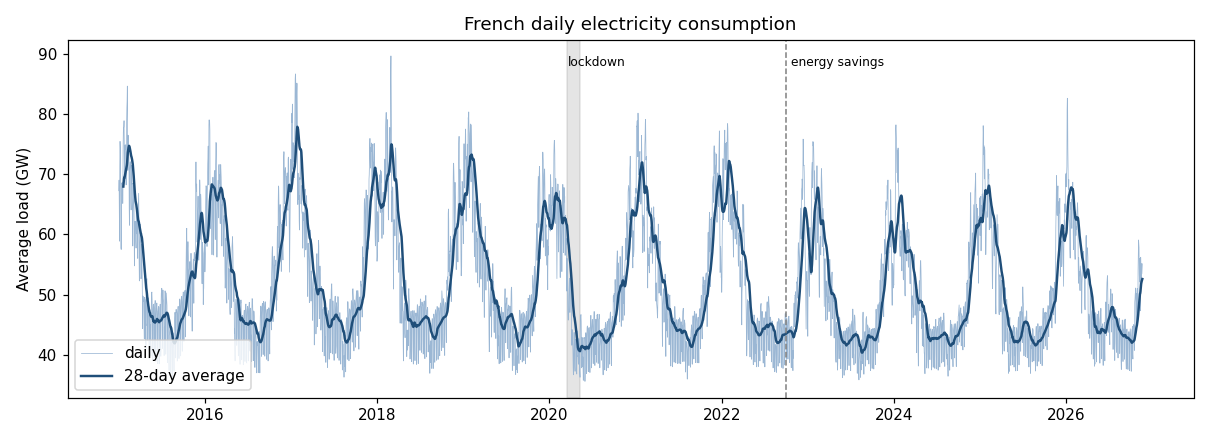 French daily electricity consumption
90
80
70
60
50
40
Average load (GW)
lockdown
energy savings
daily
28-day average
2016
2018
2020
2022
2024
2026